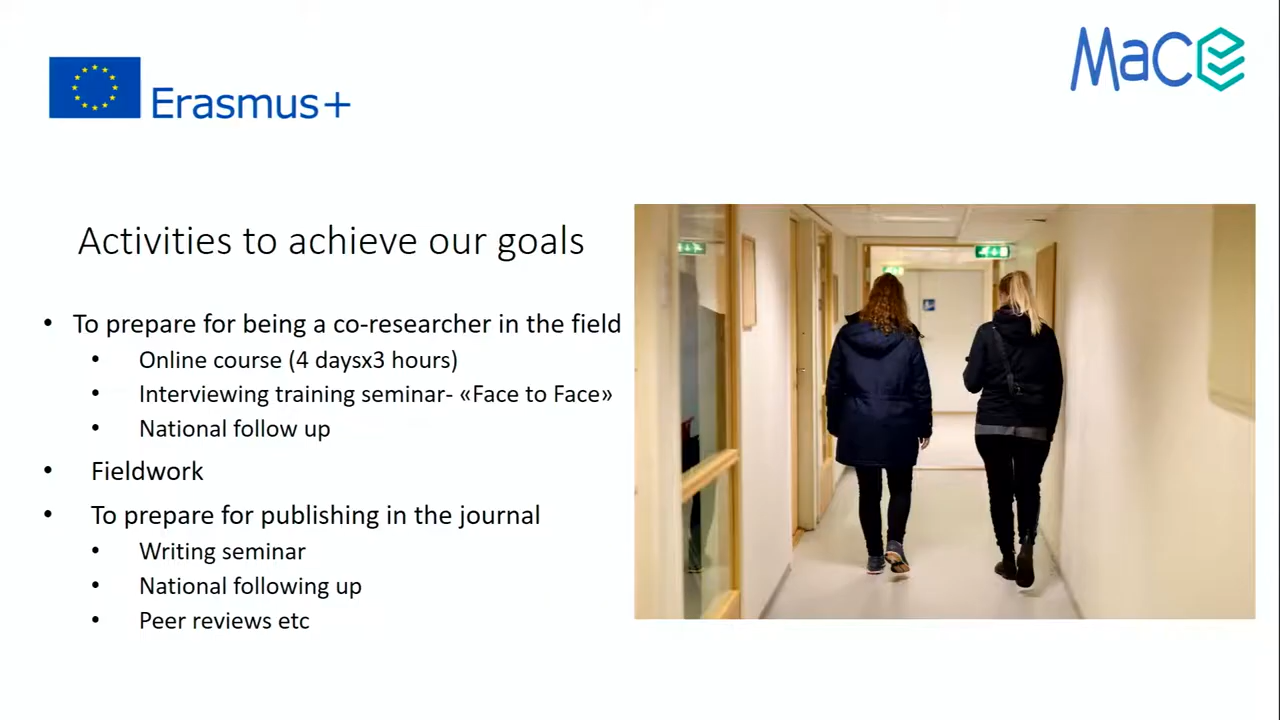 Erasmus+
MaCE
Activities to achieve our goals
• To prepare for being a co-researcher in the field
• Online course (4 daysx3 hours)
• Interviewing training seminar- «Face to Face»
• National follow up
• Fieldwork
• To prepare for publishing in the journal
• Writing seminar
• National following up
• Peer reviews etc